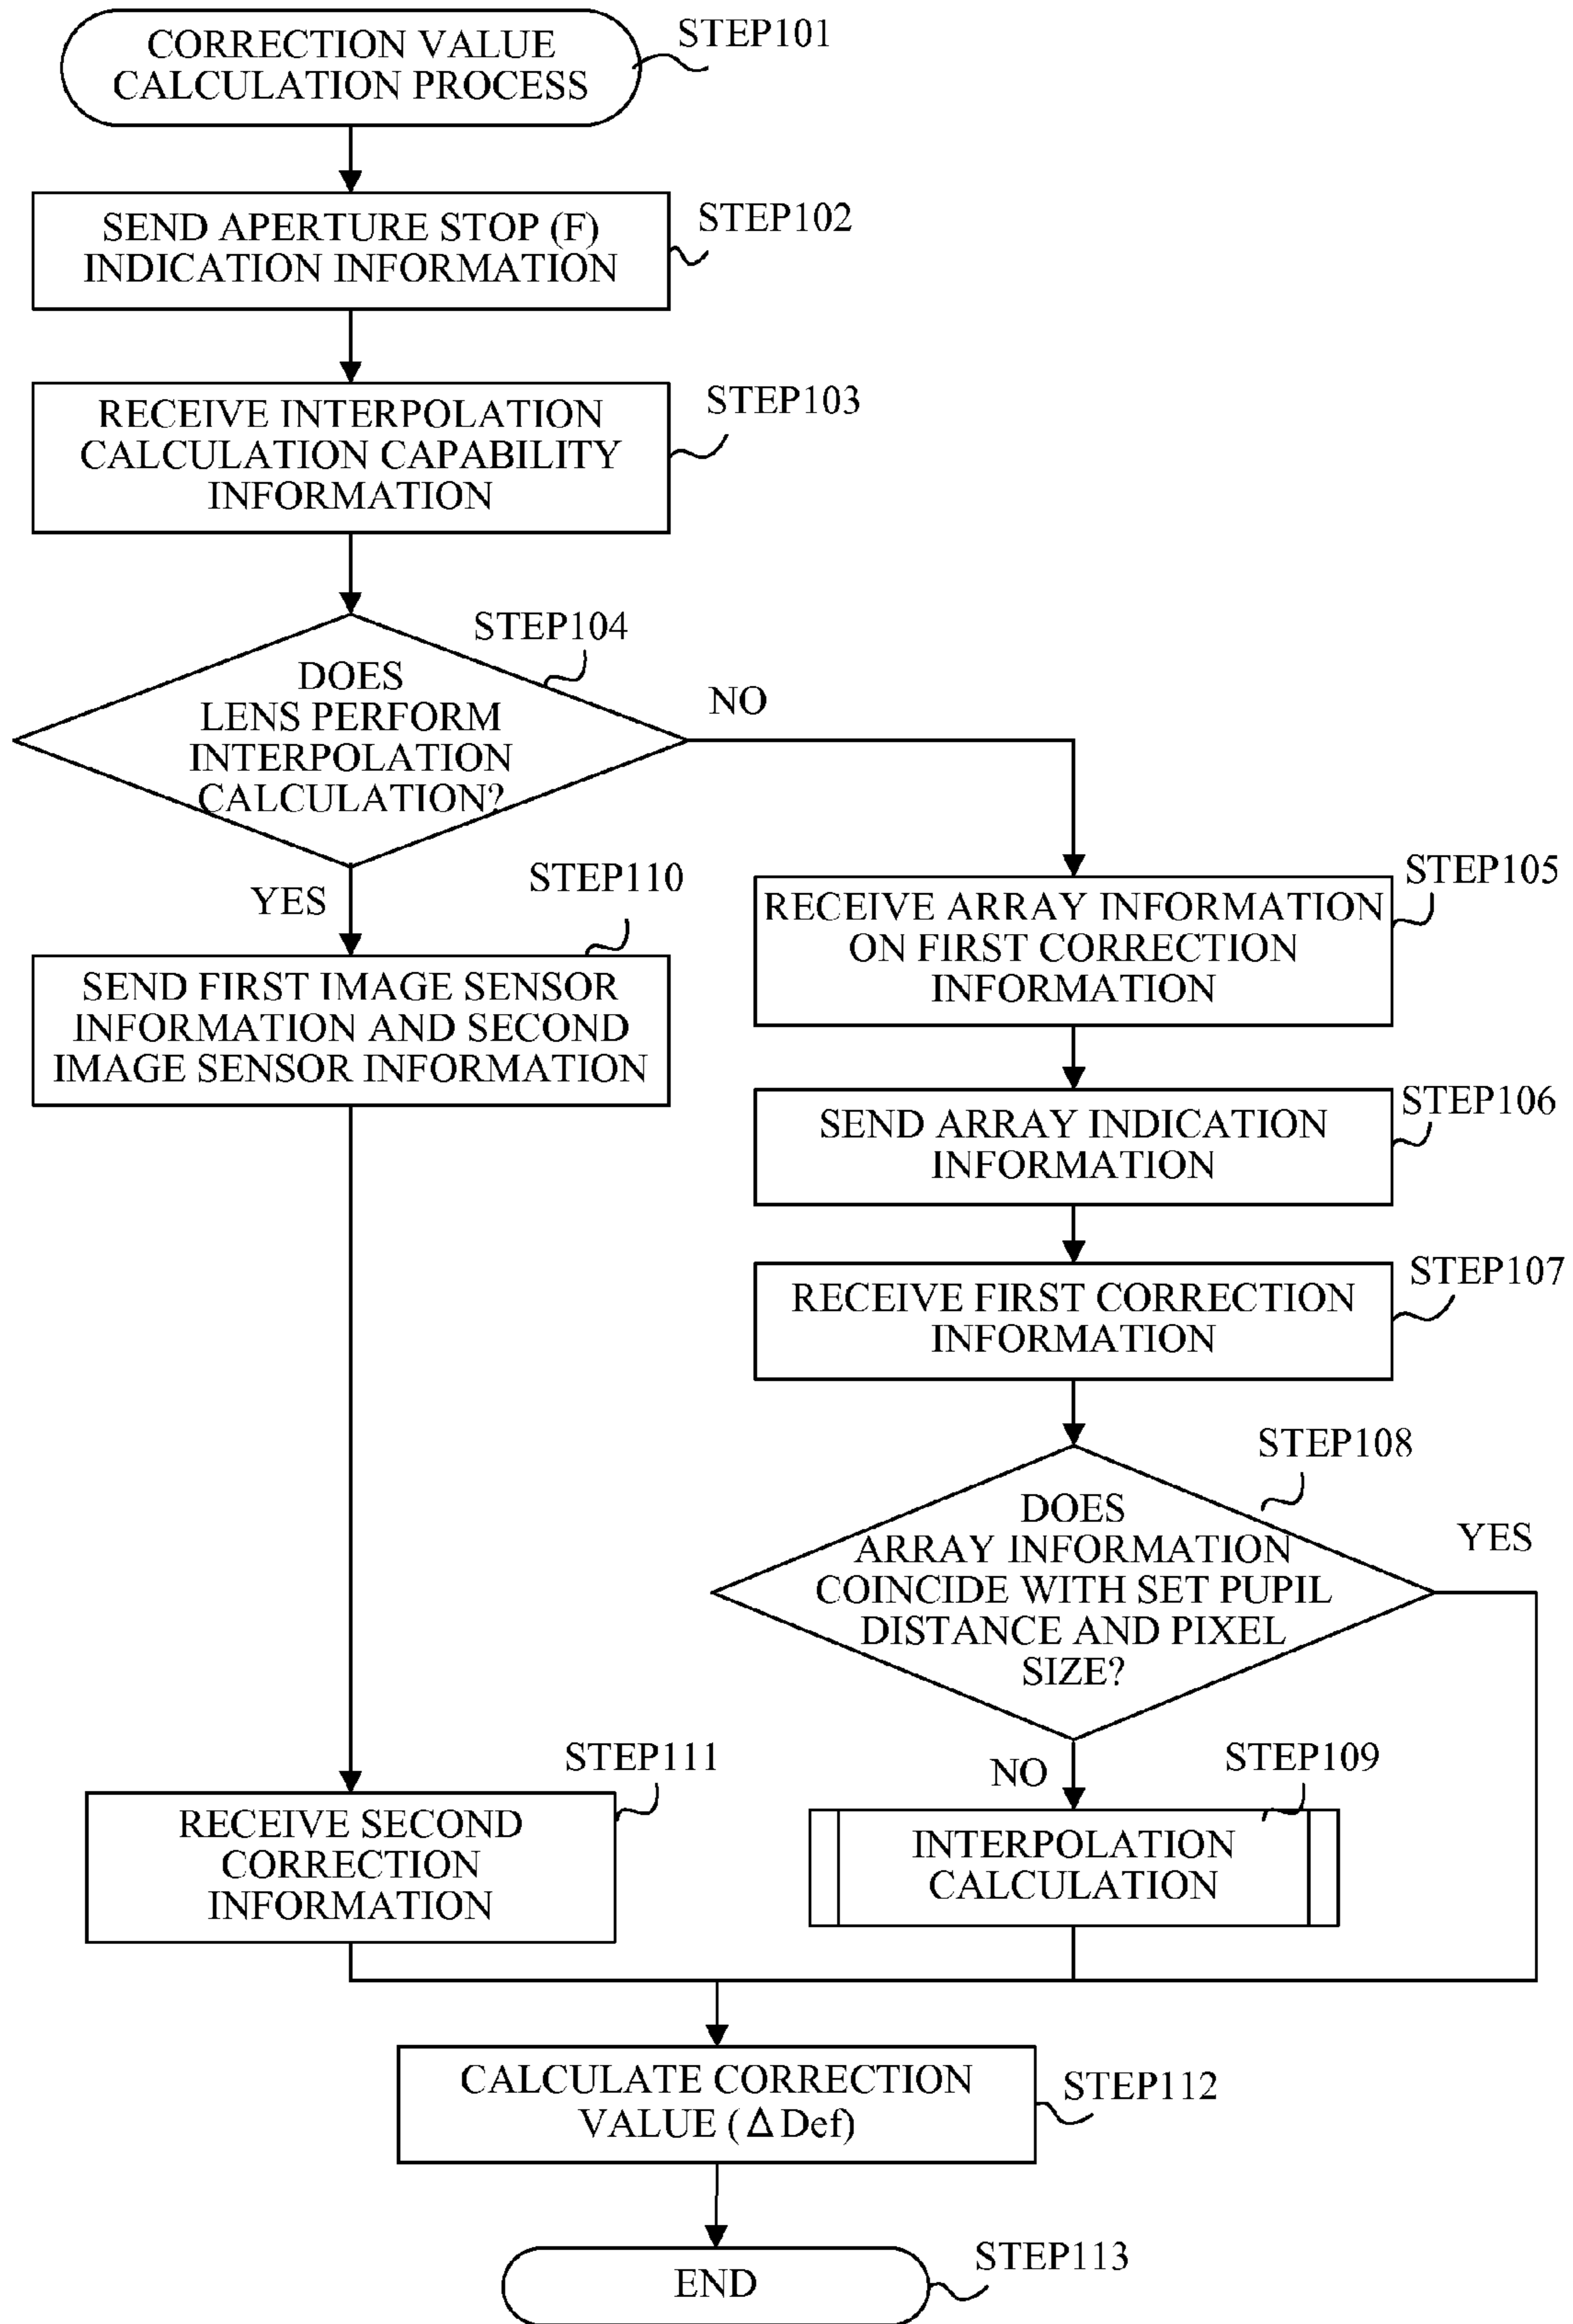 CORRECTION VALUE
CALCULATION PROCESS
STEP101
SEND APERTURE STOP (F)
INDICATION INFORMATION
STEP102
RECEIVE INTERPOLATION
CALCULATION CAPABILITY
INFORMATION
STEP103
STEP104
DOES
LENS PERFORM
INTERPOLATION
CALCULATION?
NO
YES
STEP110
SEND FIRST IMAGE SENSOR
INFORMATION AND SECOND
IMAGE SENSOR INFORMATION
STEP105
RECEIVE ARRAY INFORMATION
ON FIRST CORRECTION
INFORMATION
STEP106
SEND ARRAY INDICATION
INFORMATION
STEP107
RECEIVE FIRST CORRECTION
INFORMATION
STEP108
DOES
ARRAY INFORMATION
COINCIDE WITH SET PUPIL
DISTANCE AND PIXEL
SIZE?
YES
NO
STEP109
INTERPOLATION
CALCULATION
STEP111
RECEIVE SECOND
CORRECTION
INFORMATION
CALCULATE CORRECTION
VALUE (ΔDef)
STEP112
END
STEP113